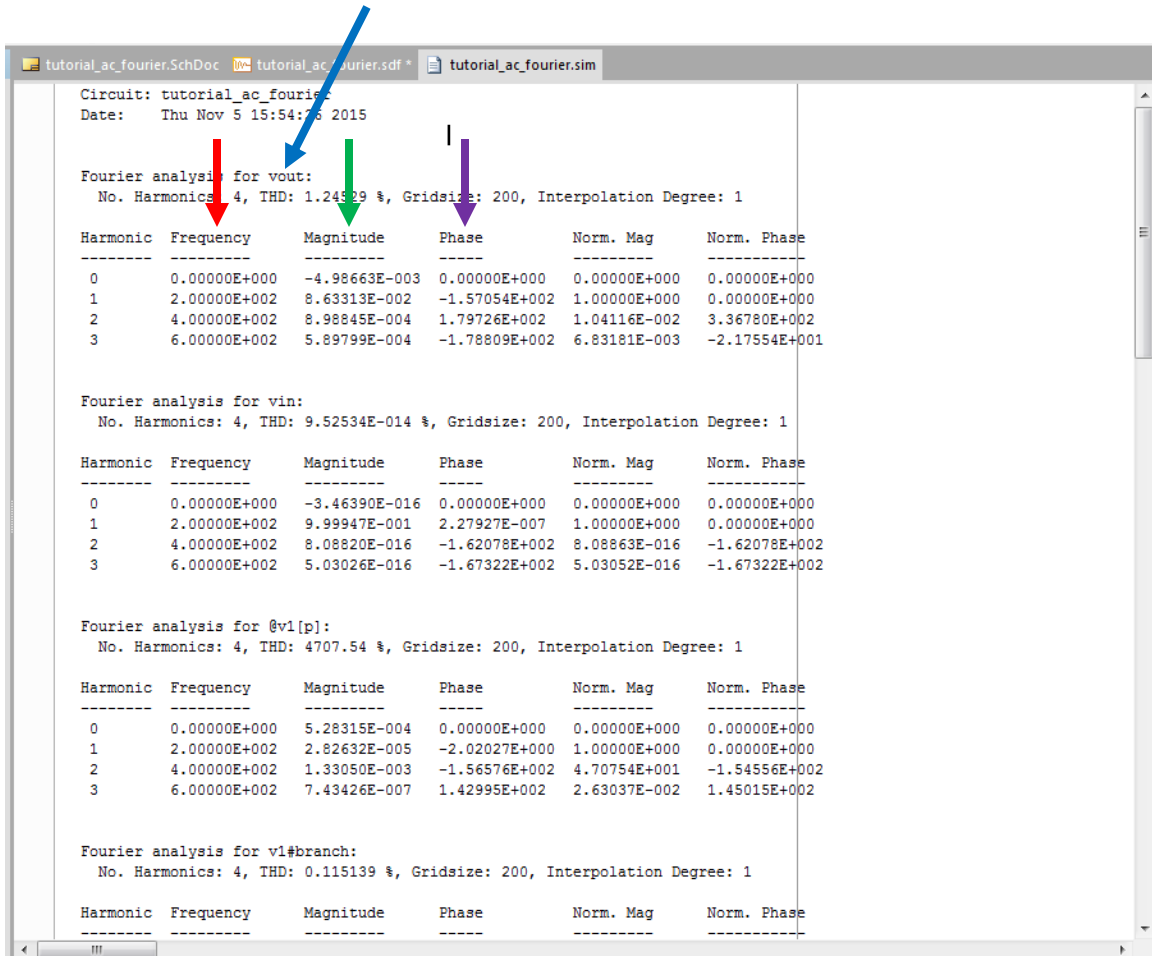 tutorial_ac_fourier.SchDoc tutorial_ac_fourier.sdf * tutorial_ac_fourier.sim
Circuit: tutorial_ac_fourier
Date: Thu Nov 5 15:54:26 2015
Fourier analysis for vout:
No. Harmonics: 4, THD: 1.24529 %, Gridsize: 200, Interpolation Degree: 1
Harmonic Frequency Magnitude Phase Norm. Mag Norm. Phase
-------- --------- --------- ----- --------- -----------
0 0.00000E+000 -4.98663E-003 0.00000E+000 0.00000E+000 0.00000E+000
1 2.00000E+002 8.63313E-002 -1.57054E+002 1.00000E+000 0.00000E+000
2 4.00000E+002 8.98845E-004 1.79726E+002 1.04116E-002 3.36780E+002
3 6.00000E+002 5.89799E-004 -1.78809E+002 6.83181E-003 -2.17554E+001
Fourier analysis for vin:
No. Harmonics: 4, THD: 9.52534E-014 %, Gridsize: 200, Interpolation Degree: 1
Harmonic Frequency Magnitude Phase Norm. Mag Norm. Phase
-------- --------- --------- ----- --------- -----------
0 0.00000E+000 -3.46390E-016 0.00000E+000 0.00000E+000 0.00000E+000
1 2.00000E+002 9.99947E-001 2.27927E-007 1.00000E+000 0.00000E+000
2 4.00000E+002 8.08820E-016 -1.62078E+002 8.08863E-016 -1.62078E+002
3 6.00000E+002 5.03026E-016 -1.67322E+002 5.03052E-016 -1.67322E+002
Fourier analysis for @v1[p]:
No. Harmonics: 4, THD: 4707.54 %, Gridsize: 200, Interpolation Degree: 1
Harmonic Frequency Magnitude Phase Norm. Mag Norm. Phase
-------- --------- --------- ----- --------- -----------
0 0.00000E+000 5.28315E-004 0.00000E+000 0.00000E+000 0.00000E+000
1 2.00000E+002 2.82632E-005 -2.02027E+000 1.00000E+000 0.00000E+000
2 4.00000E+002 1.33050E-003 -1.56576E+002 4.70754E+001 -1.54556E+002
3 6.00000E+002 7.43426E-007 1.42995E+002 2.63037E-002 1.45015E+002
Fourier analysis for v1#branch:
No. Harmonics: 4, THD: 0.115139 %, Gridsize: 200, Interpolation Degree: 1
Harmonic Frequency Magnitude Phase Norm. Mag Norm. Phase
-------- --------- --------- ----- --------- -----------